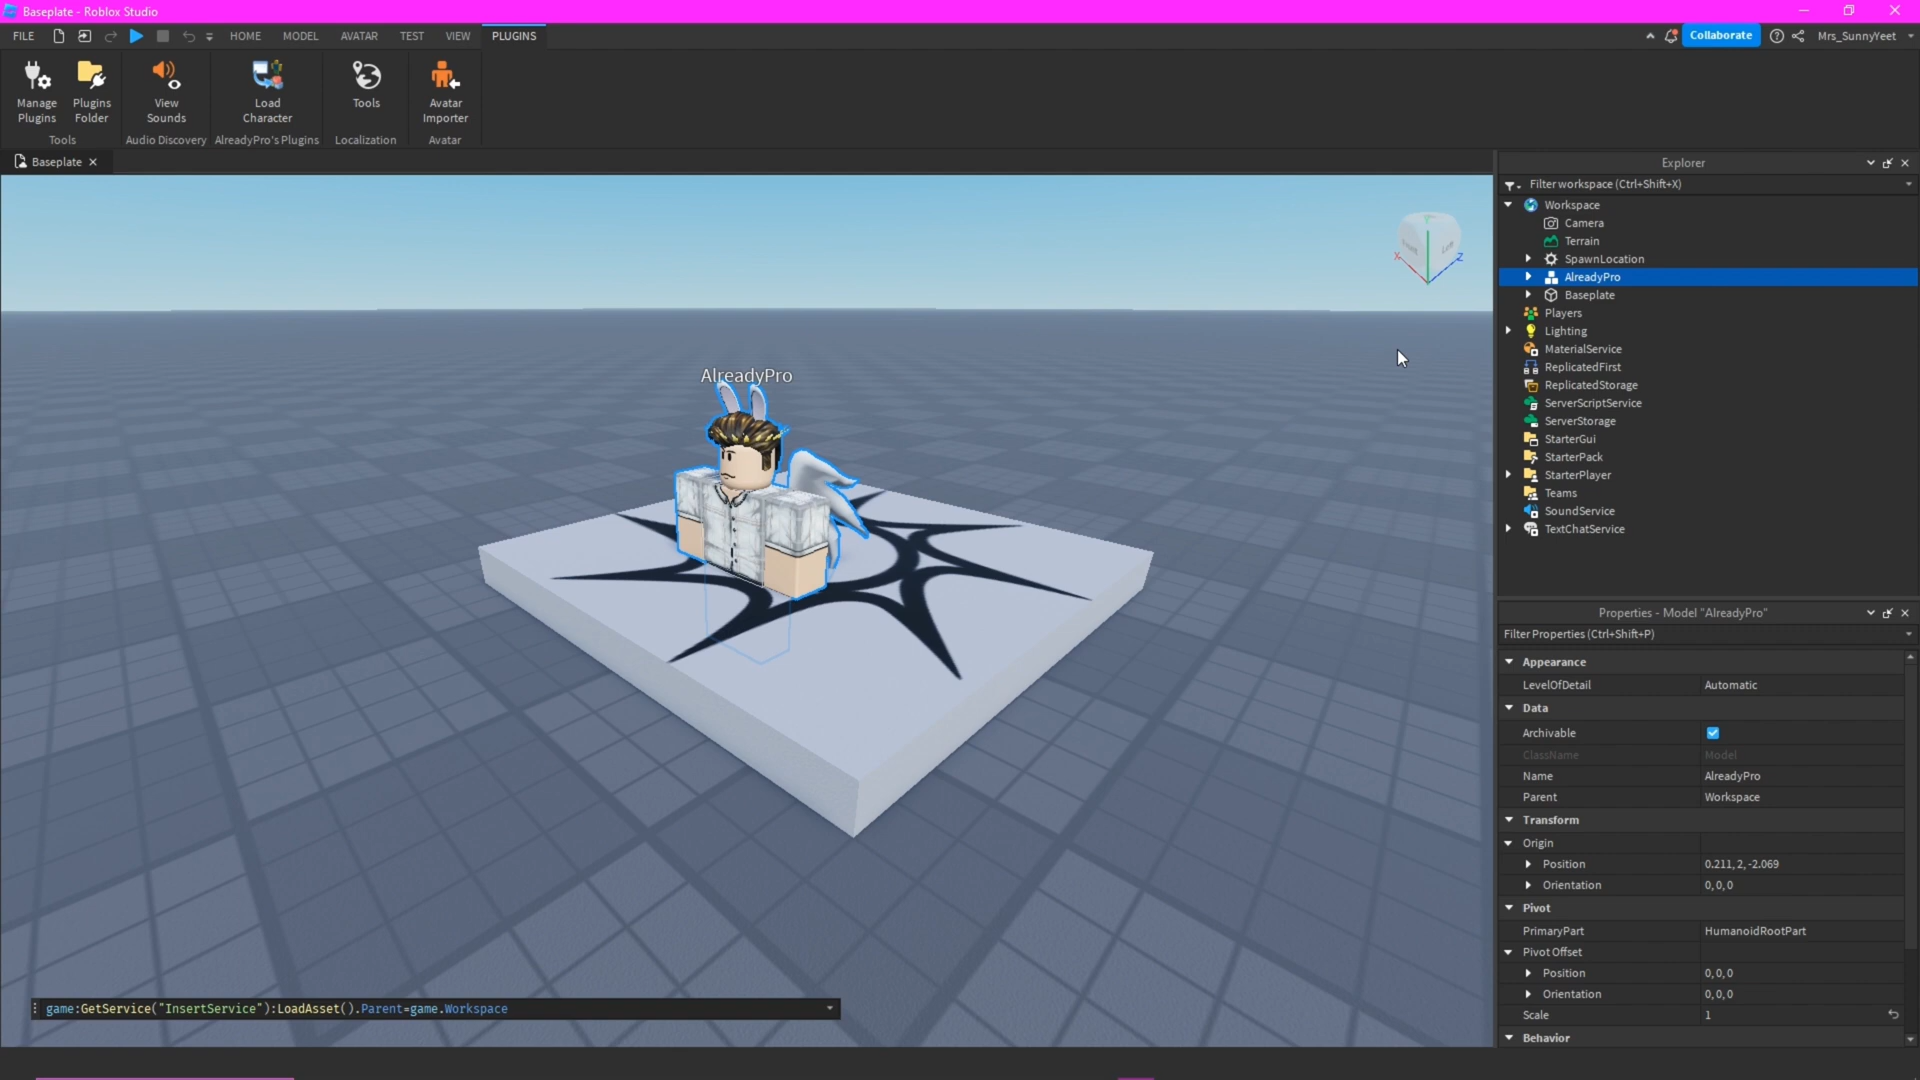 Baseplate - Roblox Studio
FILE HOME MODEL AVATAR TEST VIEW PLUGINS Collaborate Mrs_SunnyYeet
Manage Plugins
Plugins Folder
View Sounds
Load Character
Tools
Avatar Importer
Tools Audio Discovery AlreadyPro's Plugins Localization Avatar
Baseplate
AlreadyPro
X Z
game:GetService("InsertService"):LoadAsset().Parent=game.Workspace
Explorer
Filter workspace (Ctrl+Shift+X)
Workspace
Camera
Terrain
SpawnLocation
AlreadyPro
Baseplate
Players
Lighting
MaterialService
ReplicatedFirst
ReplicatedStorage
ServerScriptService
ServerStorage
StarterGui
StarterPack
StarterPlayer
Teams
SoundService
TextChatService
Properties - Model "AlreadyPro"
Filter Properties (Ctrl+Shift+P)
Appearance
LevelOfDetail Automatic
Data
Archivable
ClassName Model
Name AlreadyPro
Parent Workspace
Transform
Origin
Position 0.211, 2, -2.069
Orientation 0, 0, 0
Pivot
PrimaryPart HumanoidRootPart
Pivot Offset
Position 0, 0, 0
Orientation 0, 0, 0
Scale 1
Behavior